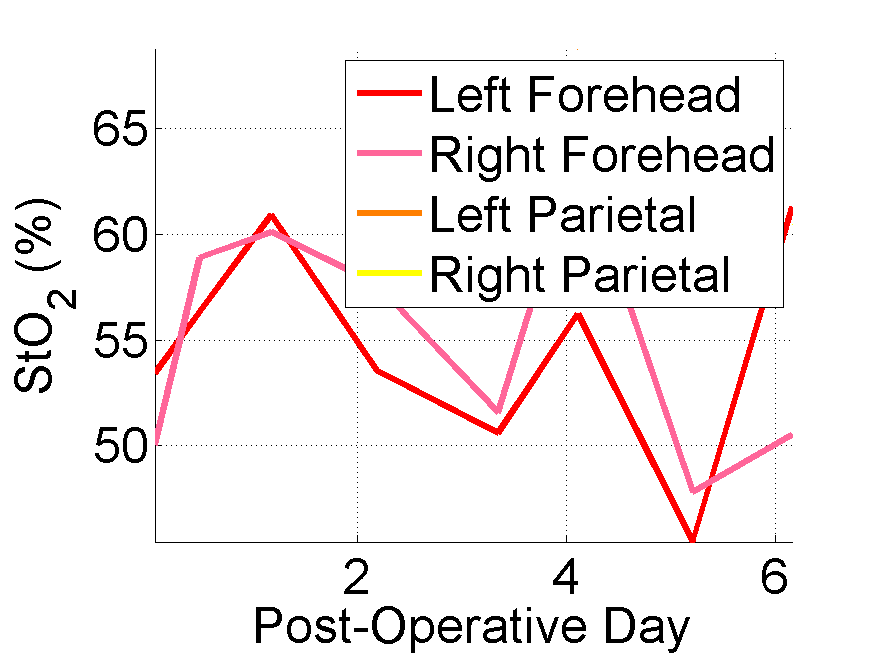 65
60
55
50
StO2 (%)
Left Forehead
Right Forehead
Left Parietal
Right Parietal
2 4 6
Post-Operative Day